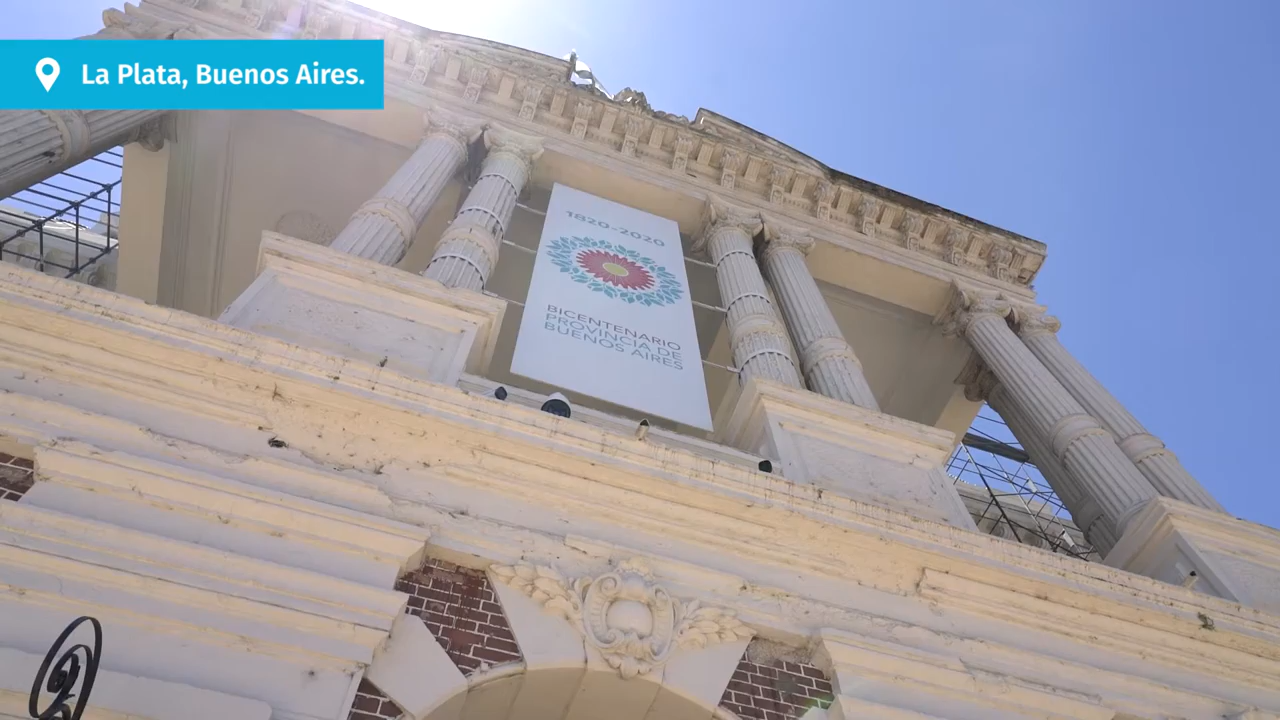 La Plata, Buenos Aires.
1820-2020
BICENTENARIO
PROVINCIA DE
BUENOS AIRES